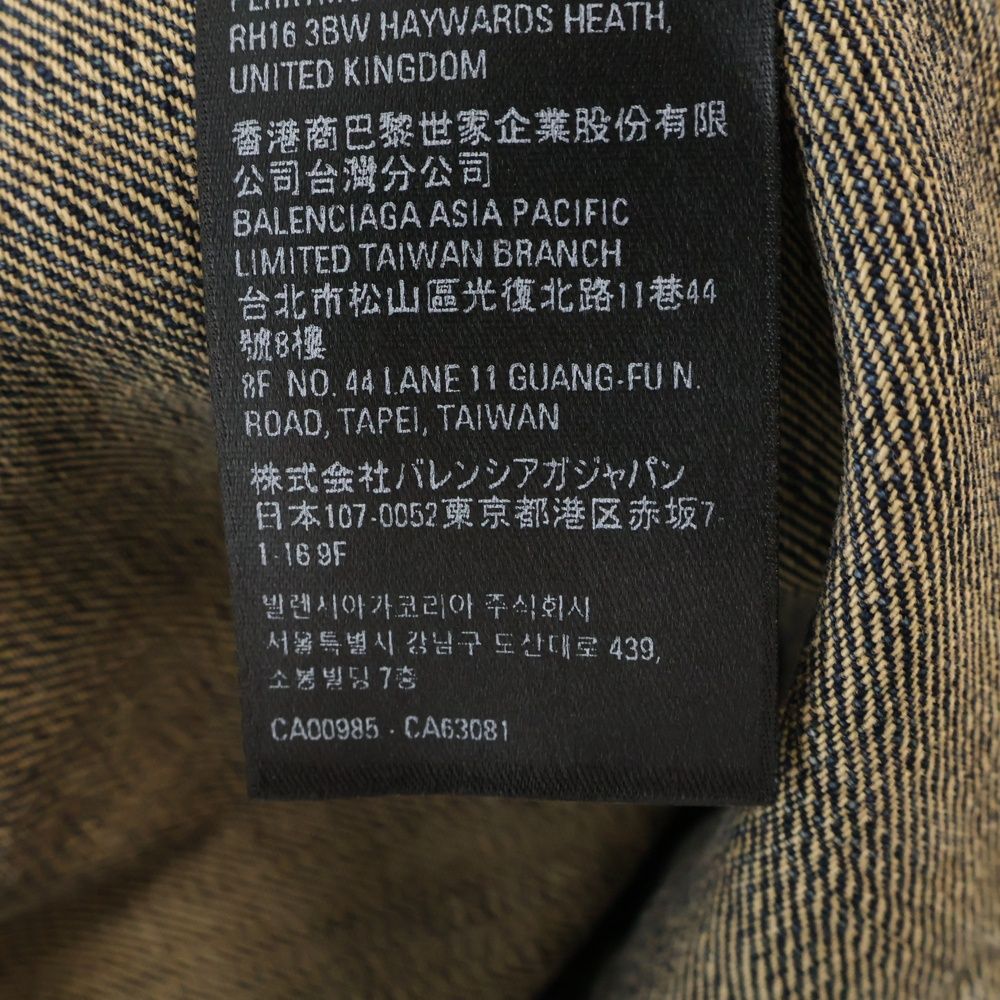 RH16 3BW HAYWARDS HEATH,
UNITED KINGDOM
香港商巴黎世家企業股份有限
公司台灣分公司
BALENCIAGA ASIA PACIFIC
LIMITED TAIWAN BRANCH
台北市松山區光復北路11巷44
號8樓
8F NO. 44 LANE 11 GUANG-FU N.
ROAD, TAPEI, TAIWAN
株式会社バレンシアガジャパン
日本107-0052東京都港区赤坂7
1-16 9F
발렌시아가코리아 주식회사
서울특별시 강남구 도산대로 439,
소봉빌딩 7층
CA00985 · CA63081